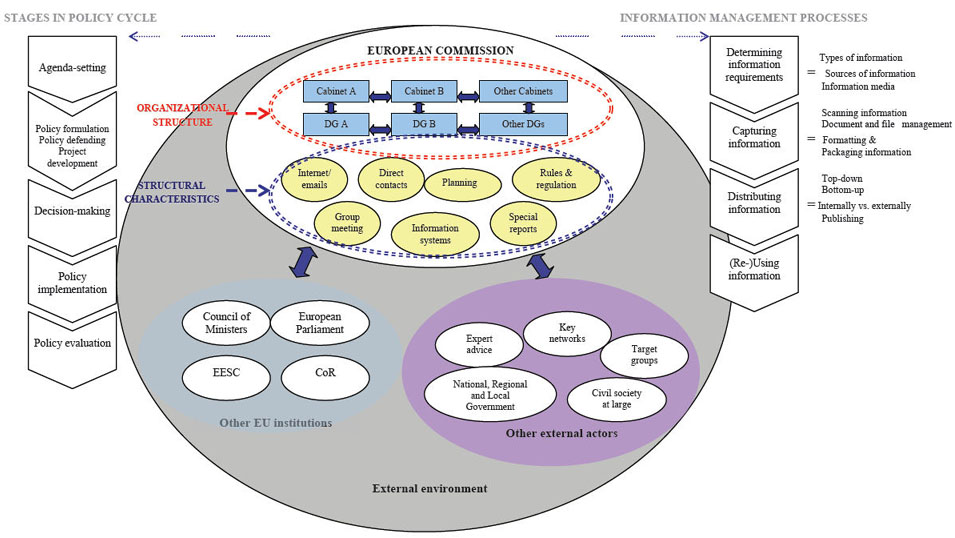 STAGES IN POLICY CYCLE
INFORMATION MANAGEMENT PROCESSES
Agenda-setting
Policy formulation
Policy defending
Project
development
Decision-making
Policy
implementation
Policy evaluation
EUROPEAN COMMISSION
ORGANIZATIONAL
STRUCTURE
Cabinet A
Cabinet B
Other Cabinets
DG A
DG B
Other DGs
STRUCTURAL
CHARACTERISTICS
Internet/
emails
Direct
contacts
Planning
Rules &
regulation
Group
meeting
Information
systems
Special
reports
Council of
Ministers
European
Parliament
EESC
CoR
Other EU institutions
Expert
advice
Key
networks
Target
groups
National, Regional
and Local
Government
Civil society
at large
Other external actors
External environment
Determining
information
requirements
Types of information
= Sources of information
Information media
Capturing
information
Scanning information
Document and file management
= Formatting &
Packaging information
Distributing
information
Top-down
Bottom-up
= Internally vs. externally
Publishing
(Re-)Using
information